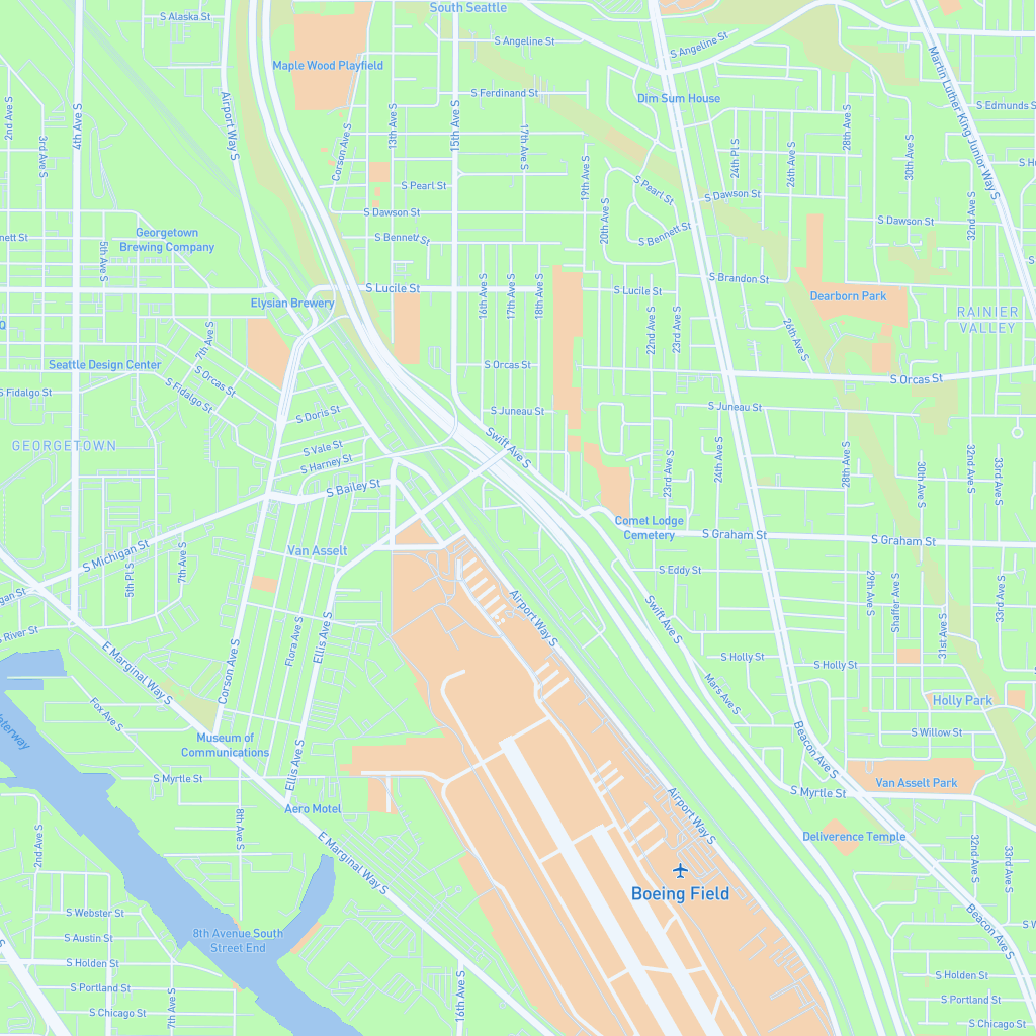 South Seattle
S Alaska St
S Angeline St
S Angeline St
Maple Wood Playfield
Martin Luther King Junior Way S
Dim Sum House
S Ferdinand St
S Edmunds S
2nd Ave S
3rd Ave S
4th Ave S
Airport Way S
Corson Ave S
13th Ave S
15th Ave S
17th Ave S
19th Ave S
24th Pl S
26th Ave S
28th Ave S
30th Ave S
32nd Ave S
S Pearl St
S Pearl St
S Dawson St
S Dawson St
S Dawson St
20th Ave S
nett St
Georgetown
Brewing Company
S Bennett St
S Bennett St
5th Ave S
S Brandon St
S Lucile St
S Lucile St
Elysian Brewery
16th Ave S
17th Ave S
18th Ave S
22nd Ave S
23rd Ave S
Dearborn Park
RAINIER
VALLEY
26th Ave S
Q
7th Ave S
Seattle Design Center
S Orcas St
S Orcas St
S Orcas St
S Fidalgo St
S Fidalgo St
S Doris St
S Juneau St
S Juneau St
GEORGETOWN
S Vale St
S Harney St
Swift Ave S
23rd Ave S
24th Ave S
28th Ave S
30th Ave S
32nd Ave S
33rd Ave S
S Bailey St
Comet Lodge
Cemetery
S Graham St
S Graham St
S Michigan St
Van Asselt
5th Pl S
7th Ave S
S Eddy St
gan St
29th Ave S
Shaffer Ave S
31st Ave S
33rd Ave S
Airport Way S
Swift Ave S
S River St
E Marginal Way S
Corson Ave S
Flora Ave S
Ellis Ave S
S Holly St
S Holly St
Mars Ave S
Holly Park
Fox Ave S
aterway
Museum of
Communications
Beacon Ave S
S Willow St
S Myrtle St
Ellis Ave S
Van Asselt Park
S Myrtle St
Aero Motel
8th Ave S
Airport Way S
Deliverence Temple
2nd Ave S
E Marginal Way S
32nd Ave S
33rd Ave S
Boeing Field
S Webster St
8th Avenue South
Street End
Beacon Ave S
S W
S Austin St
S Holden St
S Holden St
S Portland St
S Portland St
7th Ave S
16th Ave S
S Chicago St
S Chicago St
S